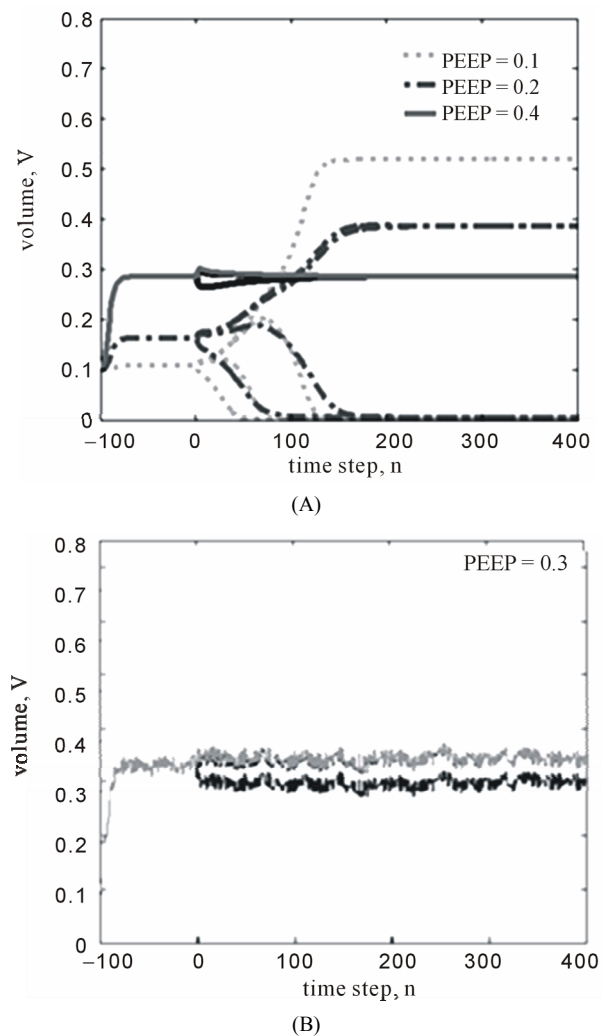 0.8
PEEP = 0.1
0.7
PEEP = 0.2
0.6
PEEP = 0.4
0.5
0.4
0.3
0.2
0.1
0
volume, V
−100 0 100 200 300 400
time step, n
(A)
0.8
PEEP = 0.3
0.7
0.6
0.5
0.4
0.3
0.2
0.1
0
volume, V
−100 0 100 200 300 400
time step, n
(B)